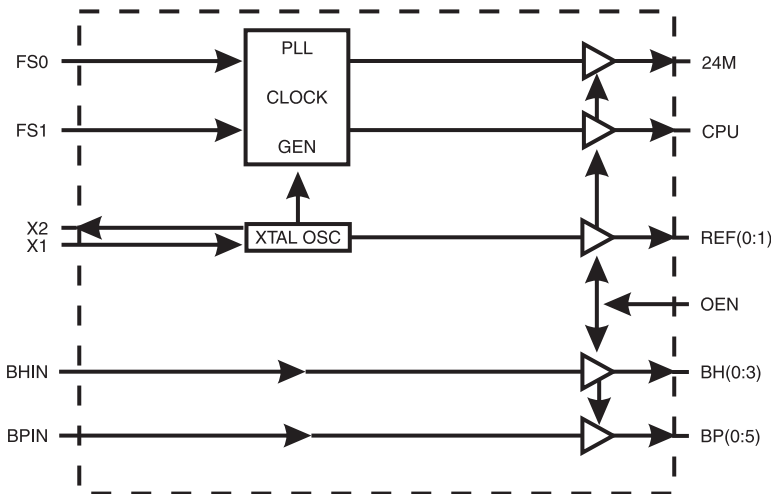 FS0
PLL
24M
CLOCK
FS1
CPU
GEN
X2
X1
XTAL OSC
REF(0:1)
OEN
BHIN
BH(0:3)
BPIN
BP(0:5)